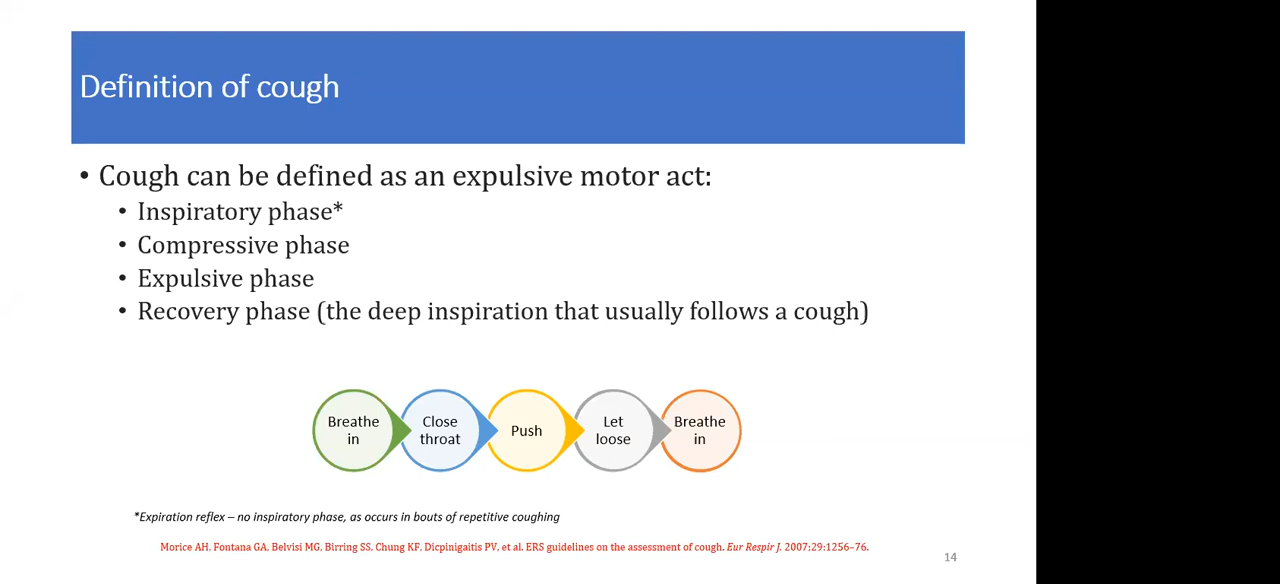 Definition of cough
• Cough can be defined as an expulsive motor act:
• Inspiratory phase*
• Compressive phase
• Expulsive phase
• Recovery phase (the deep inspiration that usually follows a cough)
Breathe
in
Close
throat
Push
Let
loose
Breathe
in
*Expiration reflex – no inspiratory phase, as occurs in bouts of repetitive coughing
Morice AH, Fontana GA, Belvisi MG, Birring SS, Chung KF, Dicpinigaitis PV, et al. ERS guidelines on the assessment of cough. Eur Respir J. 2007;29:1256–76.
14